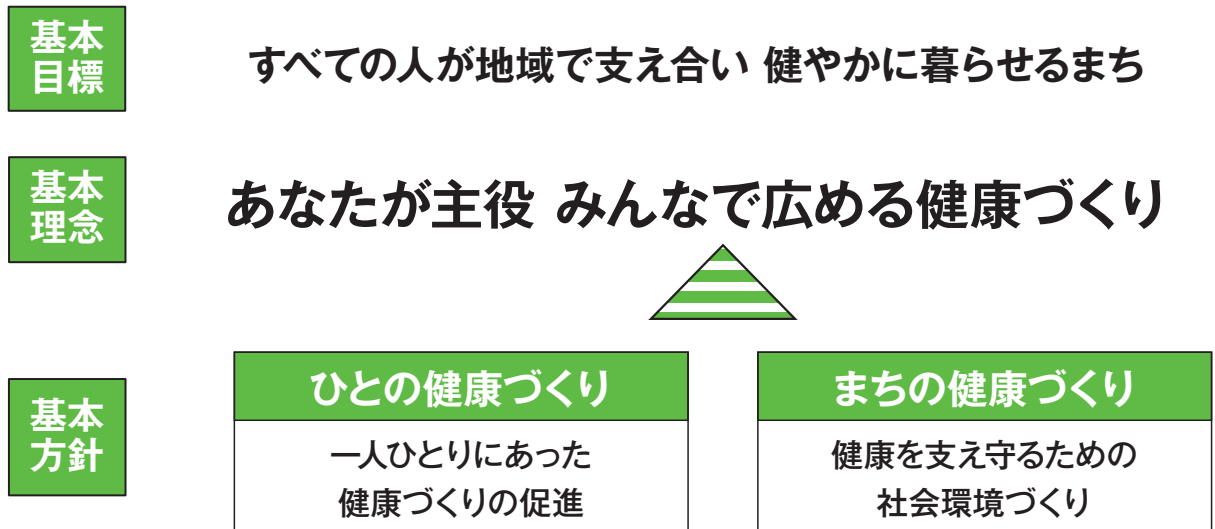 基本
目標
すべての人が地域で支え合い 健やかに暮らせるまち
基本
理念
あなたが主役 みんなで広める健康づくり
基本
方針
ひとの健康づくり
一人ひとりにあった
健康づくりの促進
まちの健康づくり
健康を支え守るための
社会環境づくり